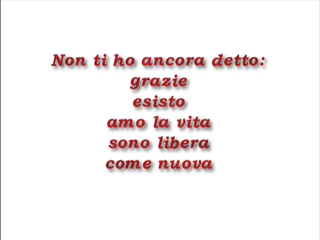 Non ti ho ancora detto:
grazie
esisto
amo la vita
sono libera
come nuova